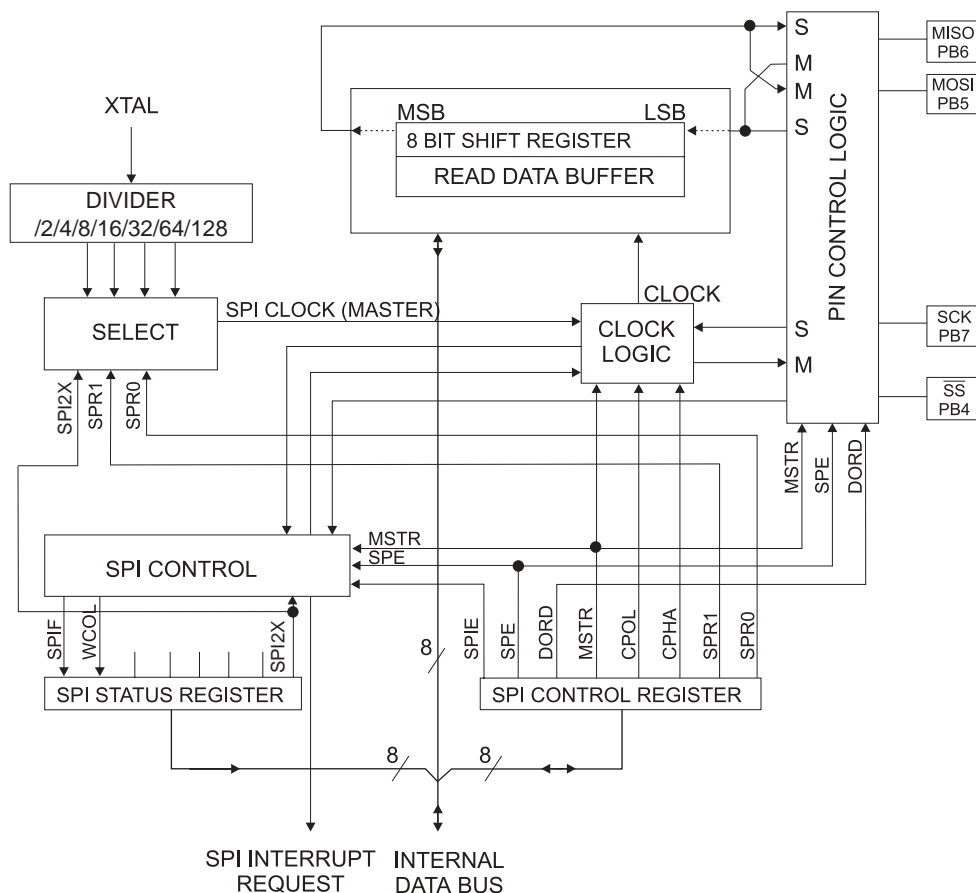 S
MISO
PB6
M
MOSI
PB5
M
XTAL
MSB
LSB
S
8 BIT SHIFT REGISTER
READ DATA BUFFER
PIN CONTROL LOGIC
DIVIDER
/2/4/8/16/32/64/128
SPI CLOCK (MASTER)
CLOCK
SELECT
CLOCK
LOGIC
S
SCK
PB7
M
SS
PB4
SPI2X
SPR1
SPR0
MSTR
SPE
DORD
MSTR
SPE
SPI CONTROL
SPIF
WCOL
SPI2X
8
SPIE
SPE
DORD
MSTR
CPOL
CPHA
SPR1
SPR0
SPI STATUS REGISTER
SPI CONTROL REGISTER
8
8
SPI INTERRUPT
REQUEST
INTERNAL
DATA BUS